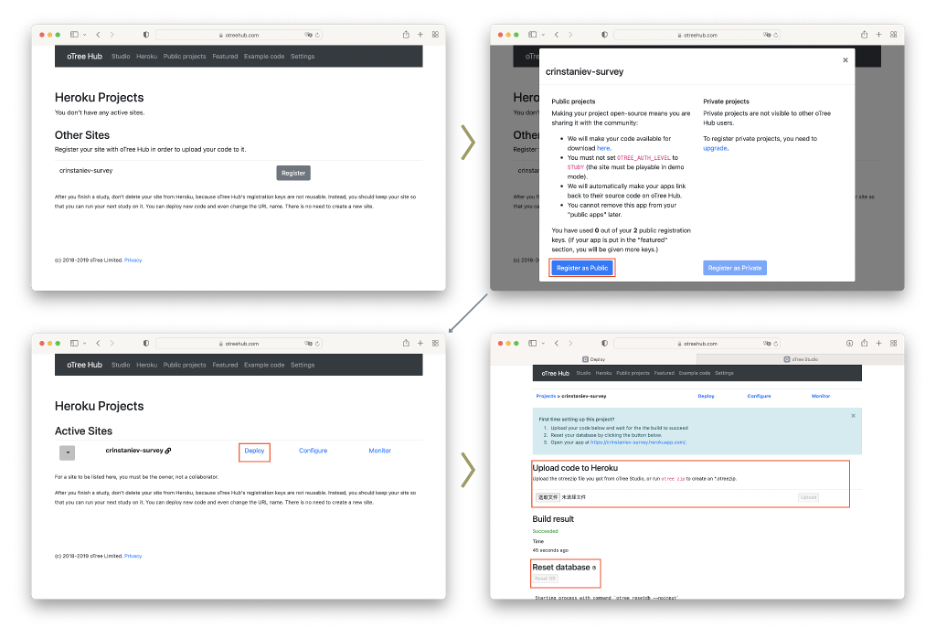 otreehub.com
oTree Hub Studio Heroku Public projects Featured Example code Settings
Heroku Projects
You don't have any active sites.
Other Sites
Register your site with oTree Hub in order to upload your code to it.
crinstaniev-survey Register
After you finish a study, don't delete your site from Heroku, because oTree Hub's registration keys are not reusable. Instead, you should keep your site so
that you can run your next study on it. You can deploy new code and even change the URL name. There is no need to create a new site.
(c) 2018-2019 oTree Limited. Privacy
otreehub.com
crinstaniev-survey ×
Public projects
Making your project open-source means you are
sharing it with the community:
• We will make your code available for
download here.
• You must not set OTREE_AUTH_LEVEL to
STUDY (the site must be playable in demo
mode).
• We will automatically make your apps link
back to their source code on oTree Hub.
• You cannot remove this app from your
"public apps" later.
You have used 0 out of your 2 public registration
keys. (If your app is put in the "featured"
section, you will be given more keys.)
Register as Public
Private projects
Private projects are not visible to other oTree
Hub users.
To register private projects, you need to
upgrade.
Register as Private
otreehub.com
oTree Hub Studio Heroku Public projects Featured Example code Settings
Heroku Projects
Active Sites
crinstaniev-survey Deploy Configure Monitor
For a site to be listed here, you must be the owner, not a collaborator.
After you finish a study, don't delete your site from Heroku, because oTree Hub's registration keys are not reusable. Instead, you should keep your site so
that you can run your next study on it. You can deploy new code and even change the URL name. There is no need to create a new site.
(c) 2018-2019 oTree Limited. Privacy
otreehub.com
Deploy oTree Studio
oTree Hub Studio Heroku Public projects Featured Example code Settings
Projects > crinstaniev-survey Deploy Configure Monitor
First time setting up this project? ×
1. Upload your code below and wait for the build to succeed
2. Reset your database by clicking the button below.
3. Open your app at https://crinstaniev-survey.herokuapp.com/.
Upload code to Heroku
Upload the otreezip file you got from oTree Studio, or run otree zip to create an *.otreezip.
选取文件 未选择文件 Upload
Build result
Succeeded
Time
45 seconds ago
Reset database
Reset DB
Starting process with command `otree resetdb --noinput`